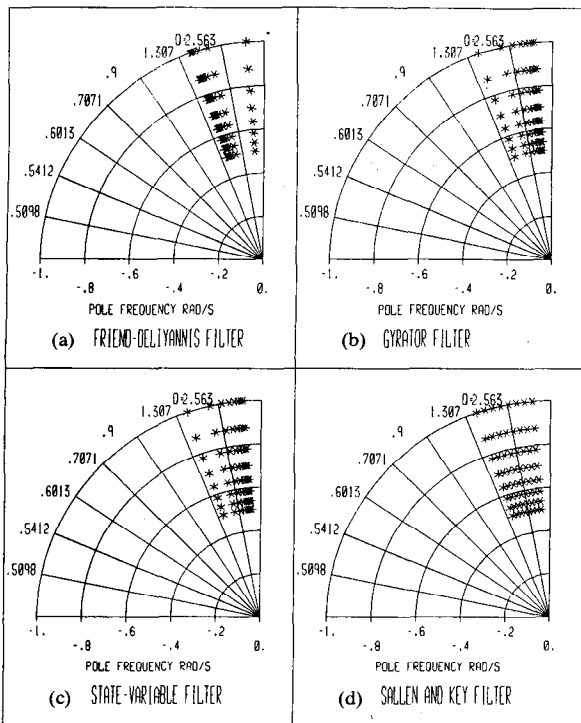 Q=2.563
1.307
.9
.7071
.6013
.5412
.5098
-1. -.8 -.6 -.4 -.2 0.
POLE FREQUENCY RAD/S
(a) FRIEND-DELIYANNIS FILTER
Q=2.563
1.307
.9
.7071
.6013
.5412
.5098
-1. -.8 -.6 -.4 -.2 0.
POLE FREQUENCY RAD/S
(b) GYRATOR FILTER
Q=2.563
1.307
.9
.7071
.6013
.5412
.5098
-1. -.8 -.6 -.4 -.2 0.
POLE FREQUENCY RAD/S
(c) STATE-VARIABLE FILTER
Q=2.563
1.307
.9
.7071
.6013
.5412
.5098
-1. -.8 -.6 -.4 -.2 0.
POLE FREQUENCY RAD/S
(d) SALLEN AND KEY FILTER